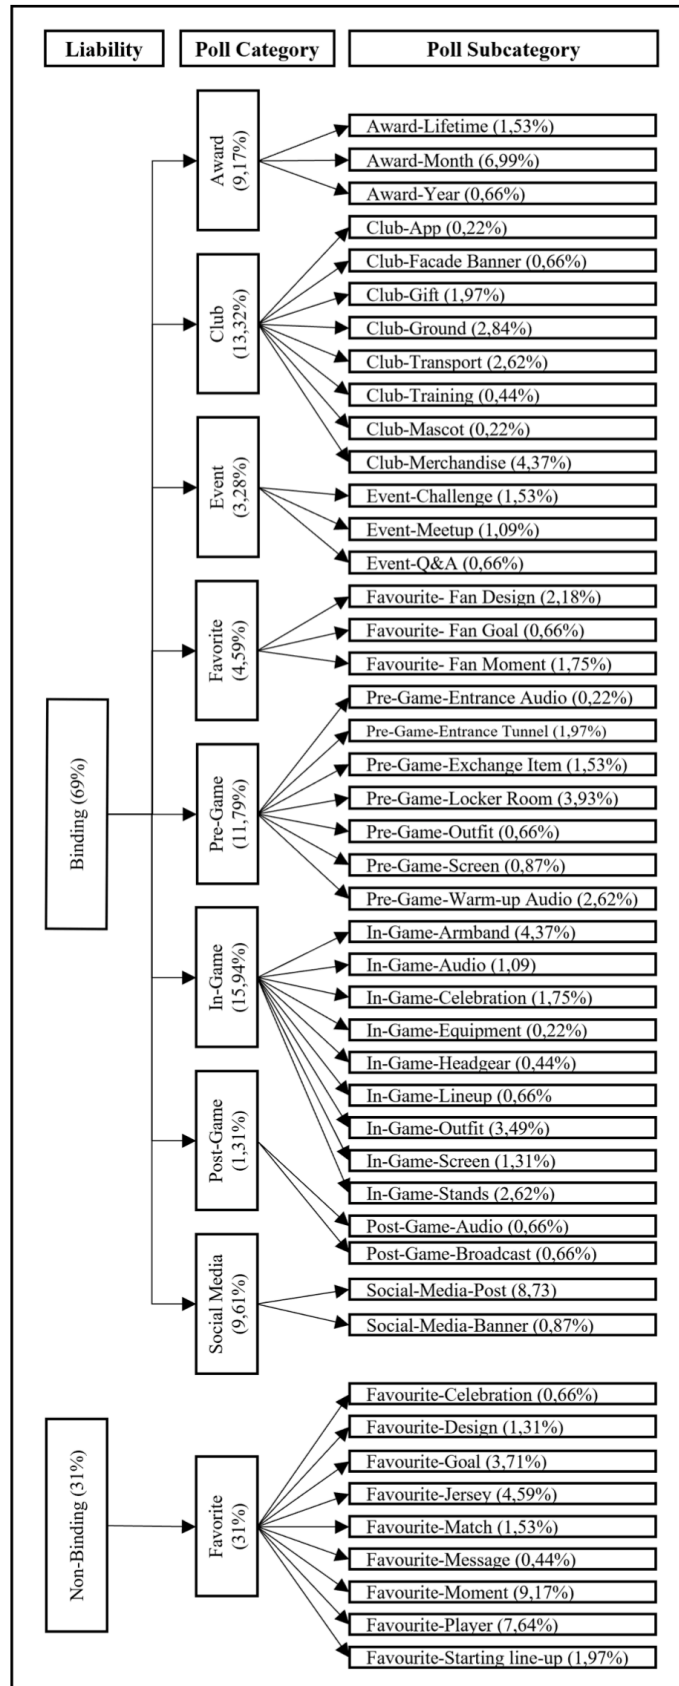 Liability
Poll Category
Poll Subcategory
Binding (69%)
Award
(9,17%)
Award-Lifetime (1,53%)
Award-Month (6,99%)
Award-Year (0,66%)
Club
(13,32%)
Club-App (0,22%)
Club-Facade Banner (0,66%)
Club-Gift (1,97%)
Club-Ground (2,84%)
Club-Transport (2,62%)
Club-Training (0,44%)
Club-Mascot (0,22%)
Club-Merchandise (4,37%)
Event
(3,28%)
Event-Challenge (1,53%)
Event-Meetup (1,09%)
Event-Q&A (0,66%)
Favorite
(4,59%)
Favourite- Fan Design (2,18%)
Favourite- Fan Goal (0,66%)
Favourite- Fan Moment (1,75%)
Pre-Game
(11,79%)
Pre-Game-Entrance Audio (0,22%)
Pre-Game-Entrance Tunnel (1,97%)
Pre-Game-Exchange Item (1,53%)
Pre-Game-Locker Room (3,93%)
Pre-Game-Outfit (0,66%)
Pre-Game-Screen (0,87%)
Pre-Game-Warm-up Audio (2,62%)
In-Game
(15,94%)
In-Game-Armband (4,37%)
In-Game-Audio (1,09)
In-Game-Celebration (1,75%)
In-Game-Equipment (0,22%)
In-Game-Headgear (0,44%)
In-Game-Lineup (0,66%
In-Game-Outfit (3,49%)
In-Game-Screen (1,31%)
In-Game-Stands (2,62%)
Post-Game
(1,31%)
Post-Game-Audio (0,66%)
Post-Game-Broadcast (0,66%)
Social Media
(9,61%)
Social-Media-Post (8,73)
Social-Media-Banner (0,87%)
Non-Binding (31%)
Favorite
(31%)
Favourite-Celebration (0,66%)
Favourite-Design (1,31%)
Favourite-Goal (3,71%)
Favourite-Jersey (4,59%)
Favourite-Match (1,53%)
Favourite-Message (0,44%)
Favourite-Moment (9,17%)
Favourite-Player (7,64%)
Favourite-Starting line-up (1,97%)